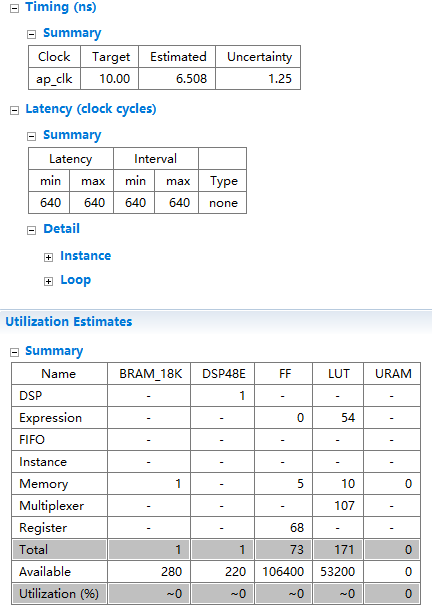 Timing (ns)
Summary
Clock Target Estimated Uncertainty
ap_clk 10.00 6.508 1.25
Latency (clock cycles)
Summary
Latency Interval
min max min max Type
640 640 640 640 none
Detail
Instance
Loop
Utilization Estimates
Summary
Name BRAM_18K DSP48E FF LUT URAM
DSP - 1 - - -
Expression - - 0 54 -
FIFO - - - - -
Instance - - - - -
Memory 1 - 5 10 0
Multiplexer - - - 107 -
Register - - 68 - -
Total 1 1 73 171 0
Available 280 220 106400 53200 0
Utilization (%) ~0 ~0 ~0 ~0 0